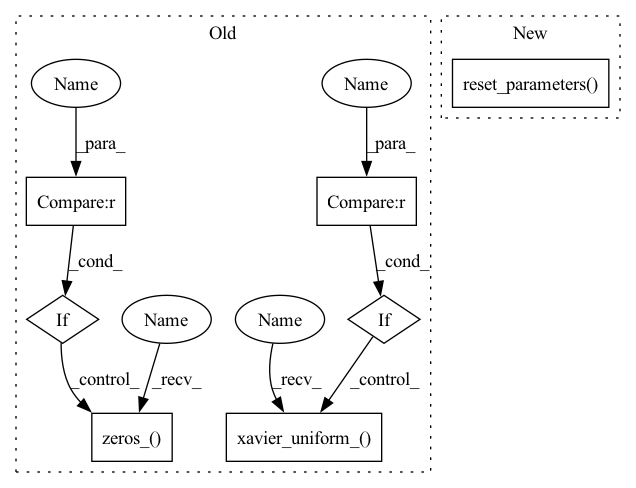 Old
New
Name
Name
reset_parameters()
_para_
_para_
Compare:r
Compare:r
_cond_
_cond_
If
Name
Name
If
_control_
_recv_
_recv_
_control_
zeros_()
xavier_uniform_()